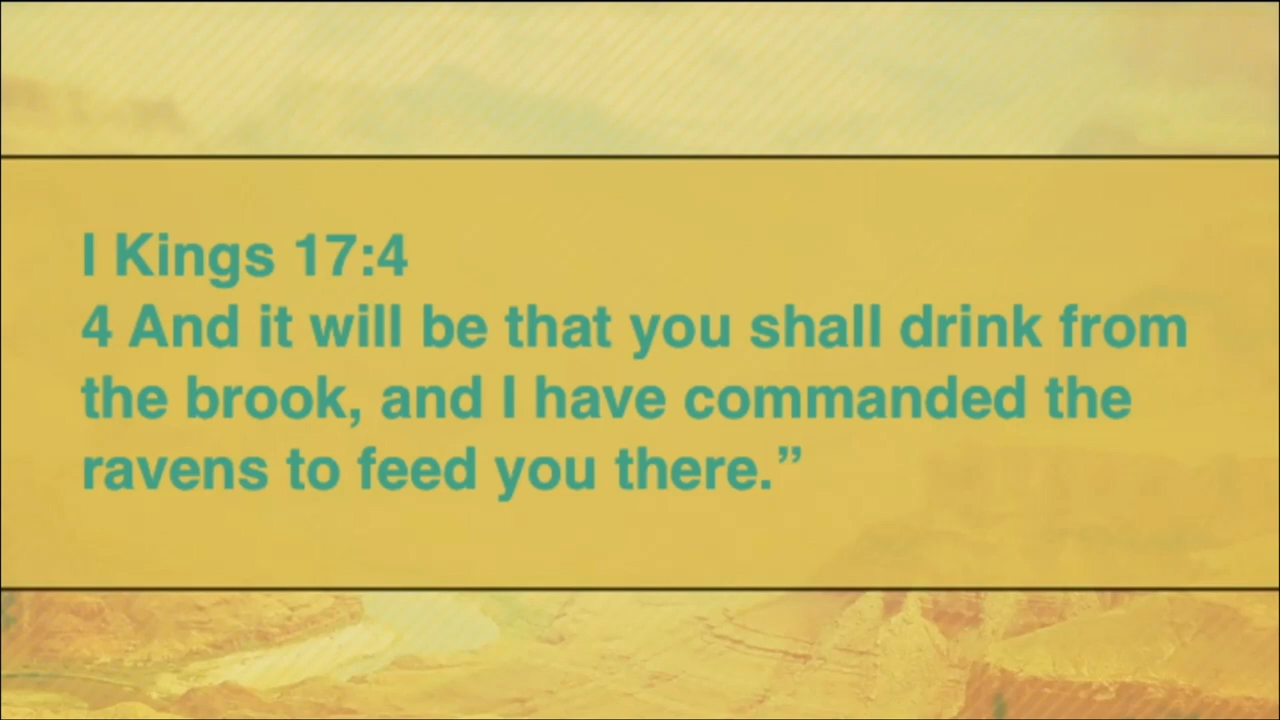 I Kings 17:4
4 And it will be that you shall drink from
the brook, and I have commanded the
ravens to feed you there.”